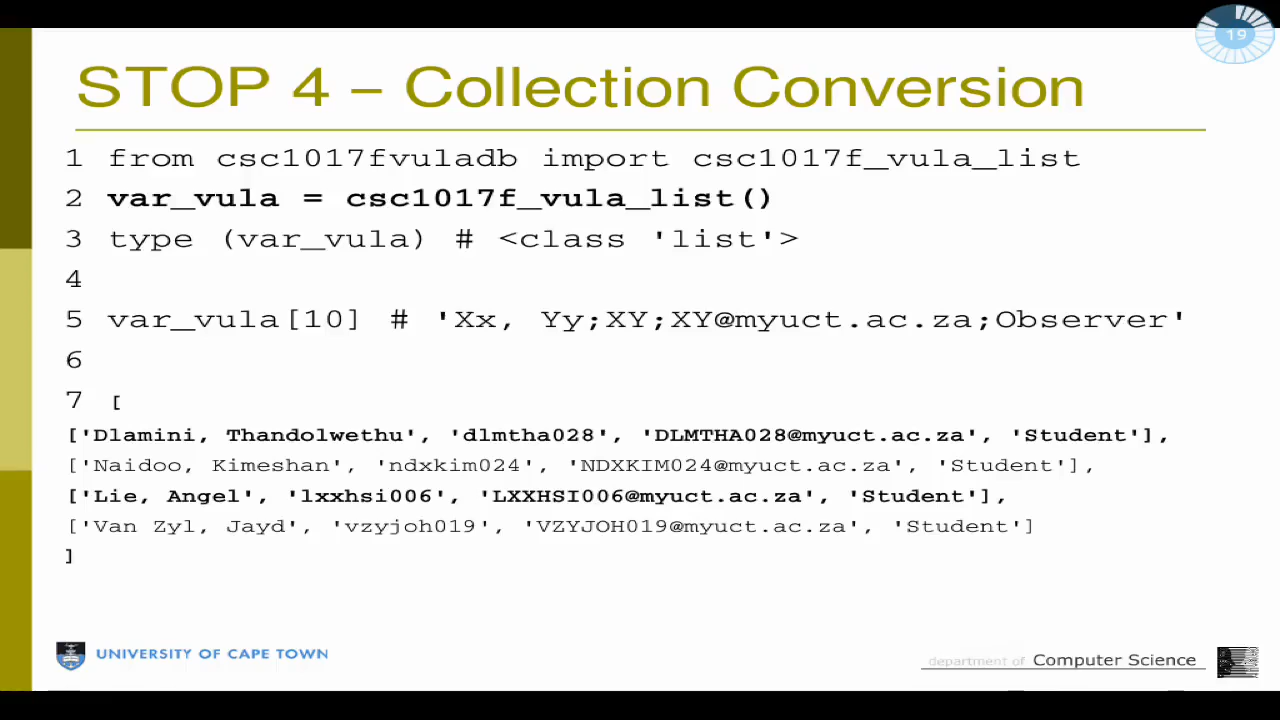 19
STOP 4 – Collection Conversion
1 from csc1017fvuladb import csc1017f_vula_list
2 var_vula = csc1017f_vula_list()
3 type (var_vula) # <class 'list'>
4
5 var_vula[10] # 'Xx, Yy;XY;XY@myuct.ac.za;Observer'
6
7 [
['Dlamini, Thandolwethu', 'dlmtha028', 'DLMTHA028@myuct.ac.za', 'Student'],
['Naidoo, Kimeshan', 'ndxkim024', 'NDXKIM024@myuct.ac.za', 'Student'],
['Lie, Angel', 'lxxhsi006', 'LXXHSI006@myuct.ac.za', 'Student'],
['Van Zyl, Jayd', 'vzyjoh019', 'VZYJOH019@myuct.ac.za', 'Student']
]
UNIVERSITY OF CAPE TOWN
department of Computer Science